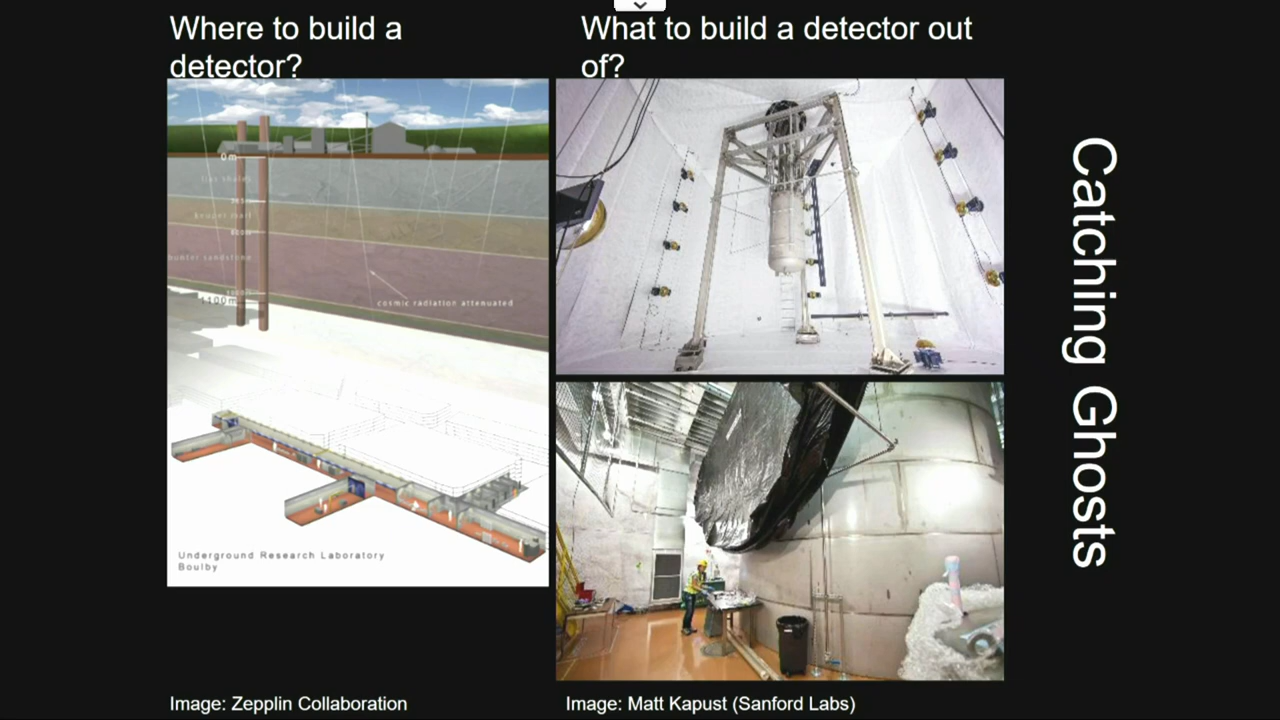 Where to build a
detector?
What to build a detector out
of?
0m
1100m
cosmic radiation attenuated
Underground Research Laboratory
Boulby
Catching Ghosts
Image: Zepplin Collaboration
Image: Matt Kapust (Sanford Labs)